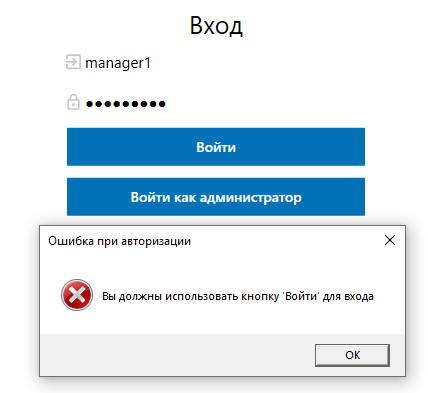 Вход
manager1
●●●●●●●●●
Войти
Войти как администратор
Ошибка при авторизации
Вы должны использовать кнопку 'Войти' для входа
ОК